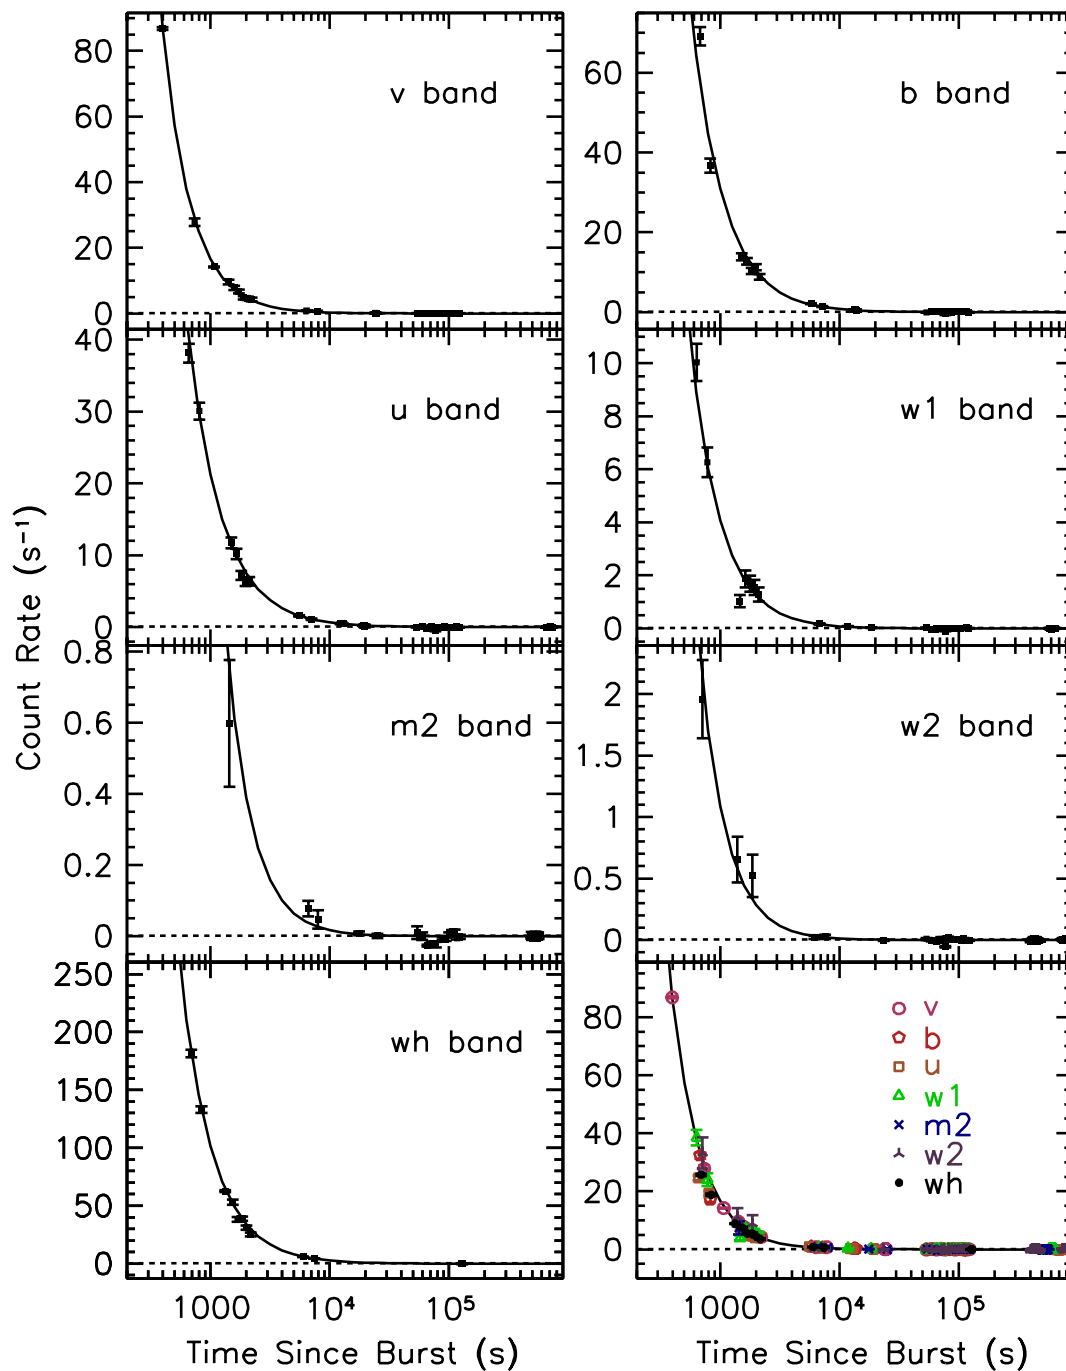 80
60
40
20
0
v band
60
40
20
0
b band
40
30
20
10
0
u band
10
8
6
4
2
0
w1 band
0.8
0.6
0.4
0.2
0
m2 band
2
1.5
1
0.5
0
w2 band
250
200
150
100
50
0
wh band
80
60
40
20
0
v
b
u
w1
m2
w2
wh
1000 10⁴ 10⁵
1000 10⁴ 10⁵
Time Since Burst (s)
Time Since Burst (s)
Count Rate (s⁻¹)